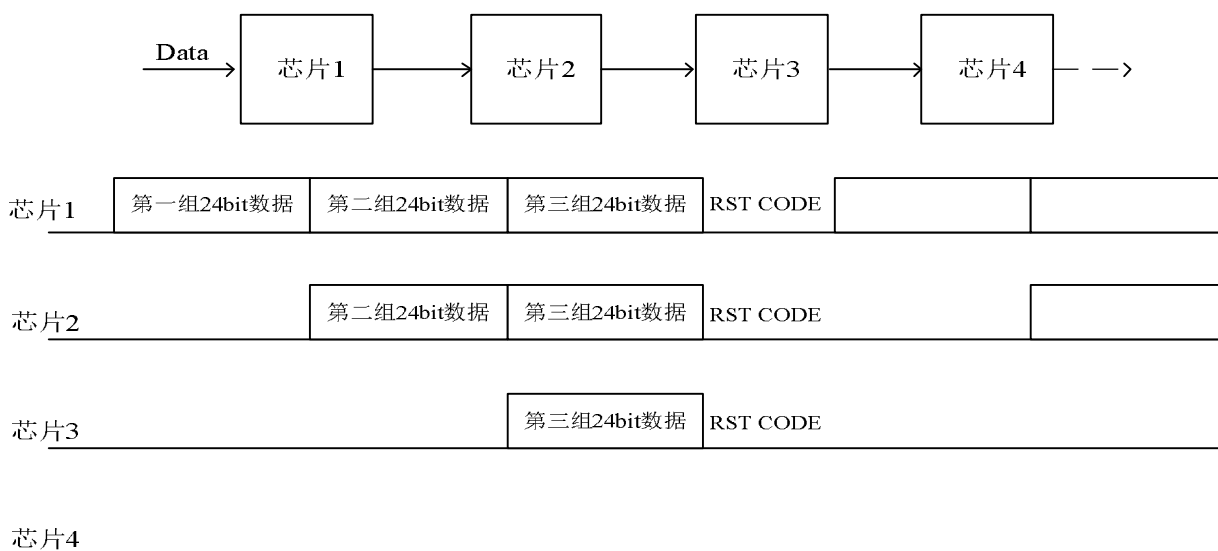 Data 芯片1 芯片2 芯片3 芯片4
芯片1 第一组24bit数据 第二组24bit数据 第三组24bit数据 RST CODE
芯片2 第二组24bit数据 第三组24bit数据 RST CODE
芯片3 第三组24bit数据 RST CODE
芯片4